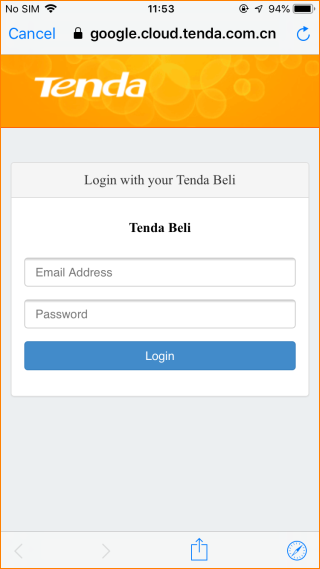 No SIM 11:53 94%
Cancel google.cloud.tenda.com.cn
Tenda
Login with your Tenda Beli
Tenda Beli
Email Address
Password
Login